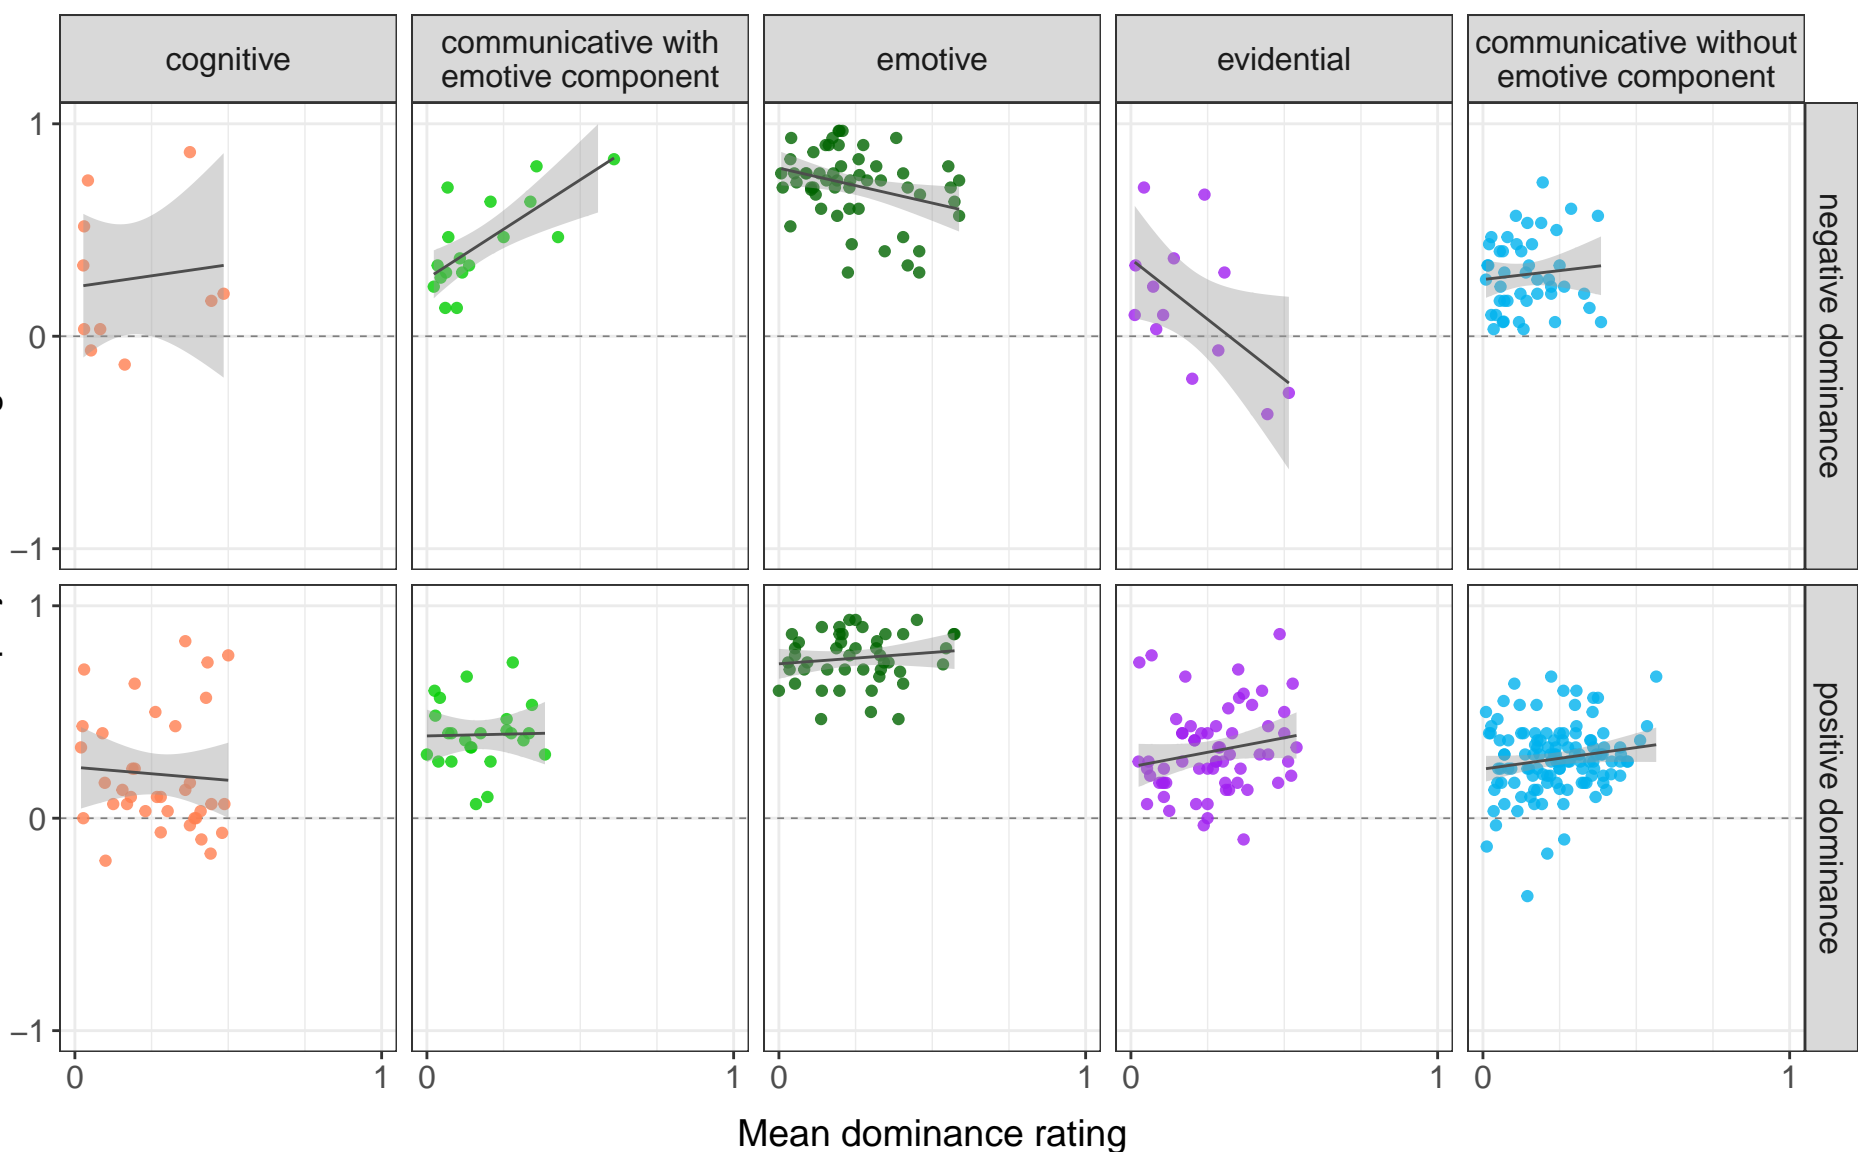 cognitive
communicative with
emotive component
emotive
evidential
communicative without
emotive component
1
0
−1
negative dominance
1
0
−1
positive dominance
0
1
0
1
0
1
0
1
0
1
Mean dominance rating